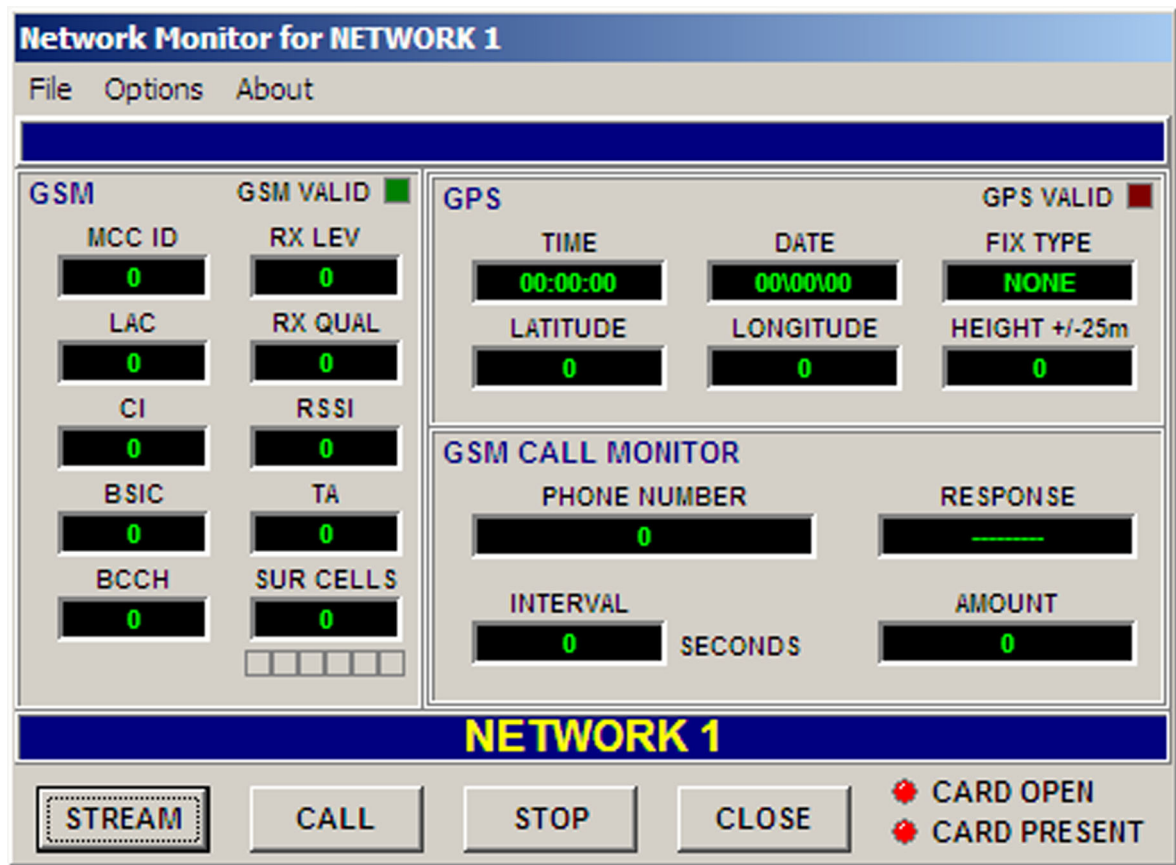 Network Monitor for NETWORK 1
File Options About
GSM GSM VALID
MCC ID RX LEV
0 0
LAC RX QUAL
0 0
CI RSSI
0 0
BSIC TA
0 0
BCCH SUR CELLS
0 0
GPS GPS VALID
TIME DATE FIX TYPE
00:00:00 00\00\00 NONE
LATITUDE LONGITUDE HEIGHT +/-25m
0 0 0
GSM CALL MONITOR
PHONE NUMBER RESPONSE
0 ---------
INTERVAL AMOUNT
0 SECONDS 0
NETWORK 1
STREAM CALL STOP CLOSE
CARD OPEN
CARD PRESENT